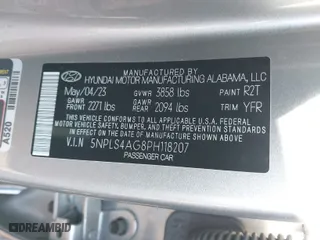 HYUNDAI MOTOR MANUFACTURING ALABAMA, LLC
May/04/23 GVWR 3858 lbs PAINT R2T
GAWR FRONT 2271 lbs GAWR REAR 2094 lbs TRIM YFR
THIS VEHICLE CONFORMS TO ALL APPLICABLE
FEDERAL MOTOR VEHICLE SAFETY, BUMPER, AND
THEFT PREVENTION STANDARDS IN EFFECT ON
THE DATE OF MANUFACTURE SHOWN ABOVE.
V.I.N 5NPLS4AG8PH118207
PASSENGER CAR
A520
DREAMBID